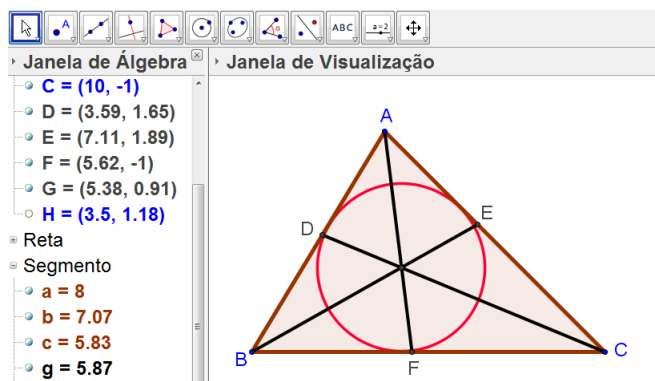 A
ABC
a=2
Janela de Álgebra
C = (10, -1)
D = (3.59, 1.65)
E = (7.11, 1.89)
F = (5.62, -1)
G = (5.38, 0.91)
H = (3.5, 1.18)
Reta
Segmento
a = 8
b = 7.07
c = 5.83
g = 5.87
Janela de Visualização
A
D
E
B
F
C